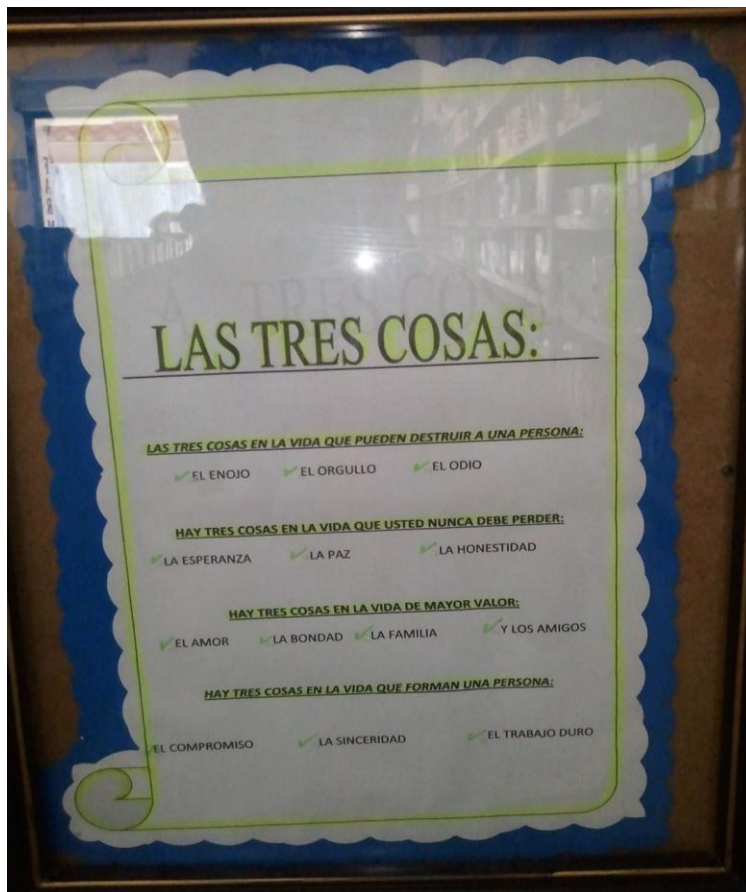 LAS TRES COSAS:
LAS TRES COSAS EN LA VIDA QUE PUEDEN DESTRUIR A UNA PERSONA:
EL ENOJO EL ORGULLO EL ODIO
HAY TRES COSAS EN LA VIDA QUE USTED NUNCA DEBE PERDER:
LA ESPERANZA LA PAZ LA HONESTIDAD
HAY TRES COSAS EN LA VIDA DE MAYOR VALOR:
EL AMOR LA BONDAD LA FAMILIA Y LOS AMIGOS
HAY TRES COSAS EN LA VIDA QUE FORMAN UNA PERSONA:
EL COMPROMISO LA SINCERIDAD EL TRABAJO DURO